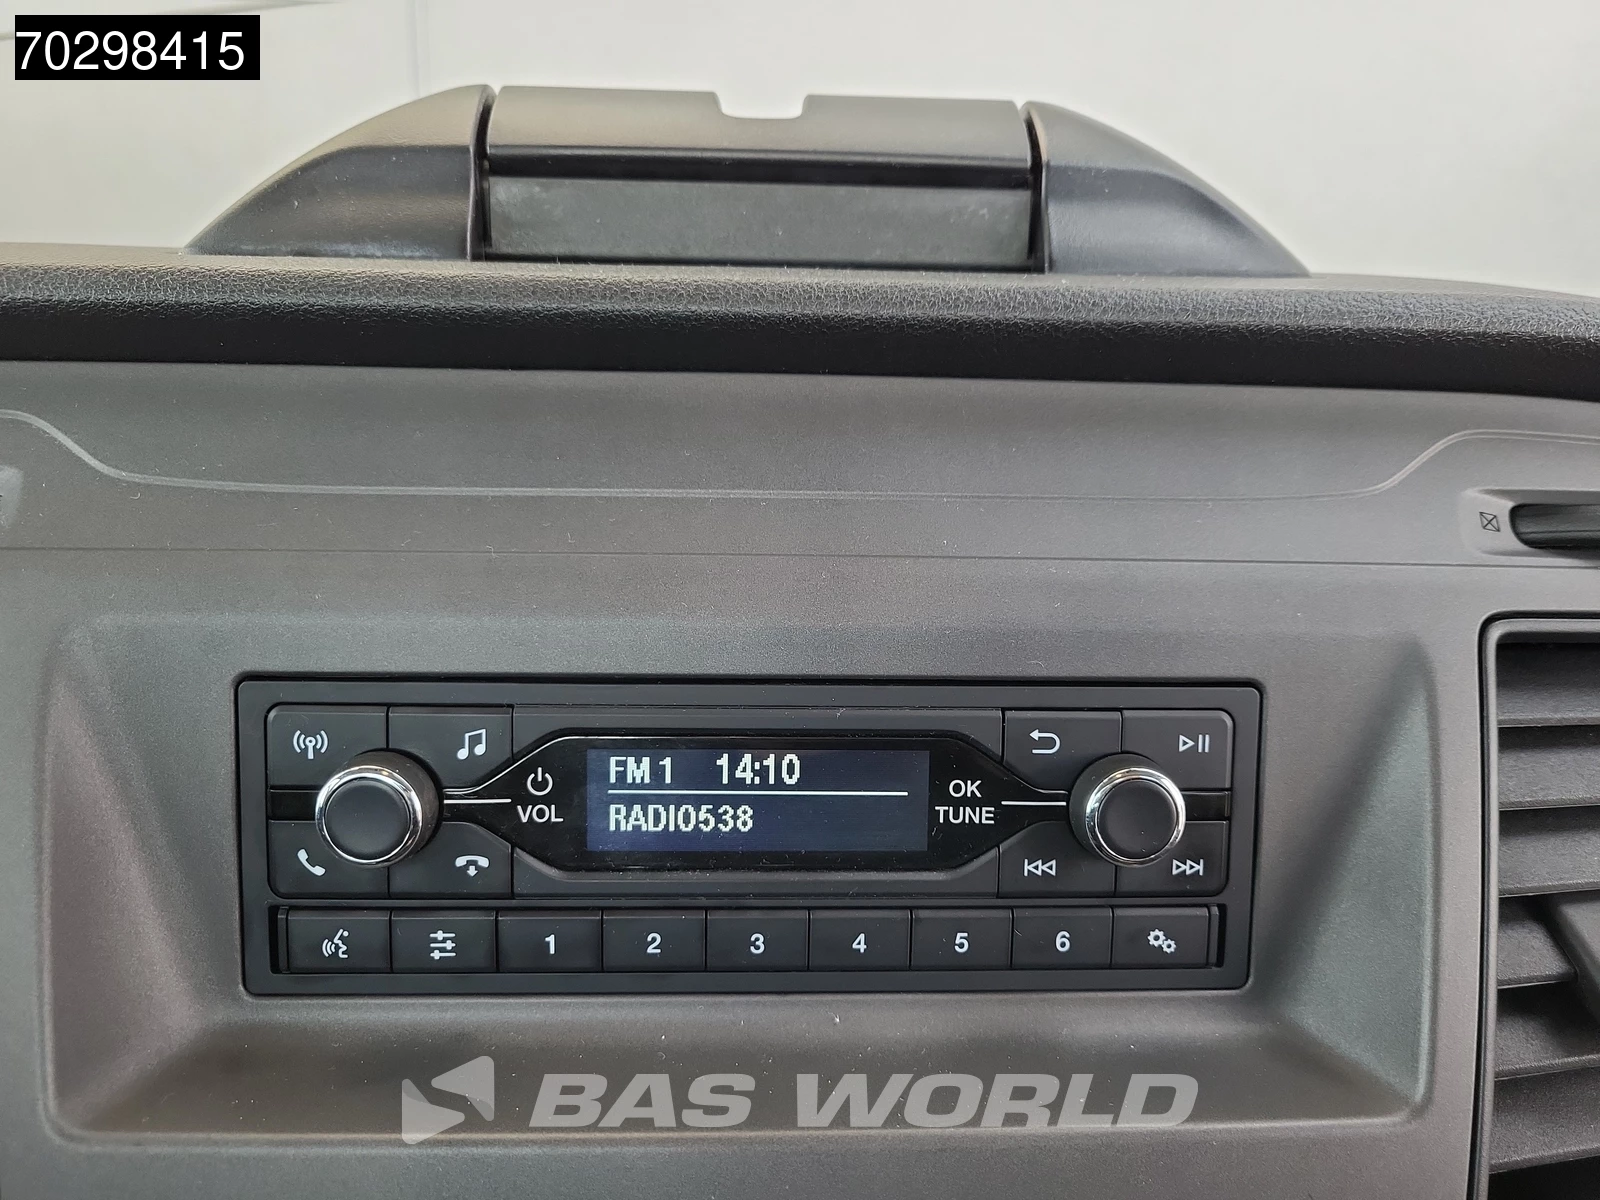 70298415
FM 1 14:10
RADIO538
VOL
OK
TUNE
1 2 3 4 5 6
BAS WORLD